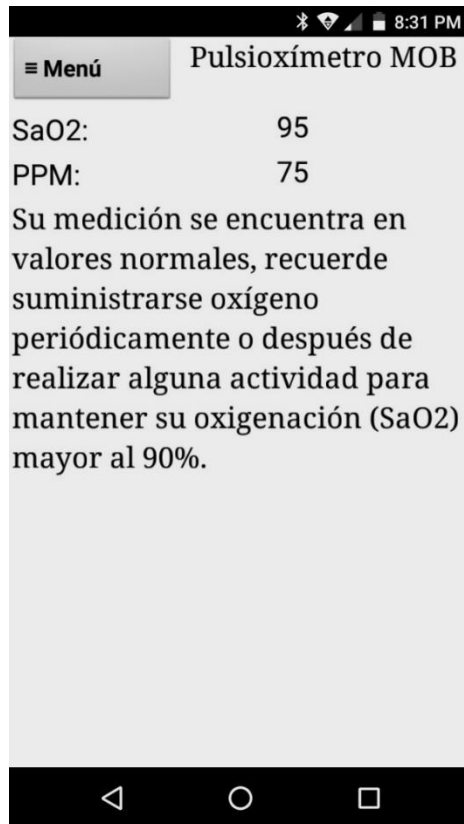 8:31 PM
≡ Menú
Pulsioxímetro MOB
SaO2: 95
PPM: 75
Su medición se encuentra en
valores normales, recuerde
suministrarse oxígeno
periódicamente o después de
realizar alguna actividad para
mantener su oxigenación (SaO2)
mayor al 90%.